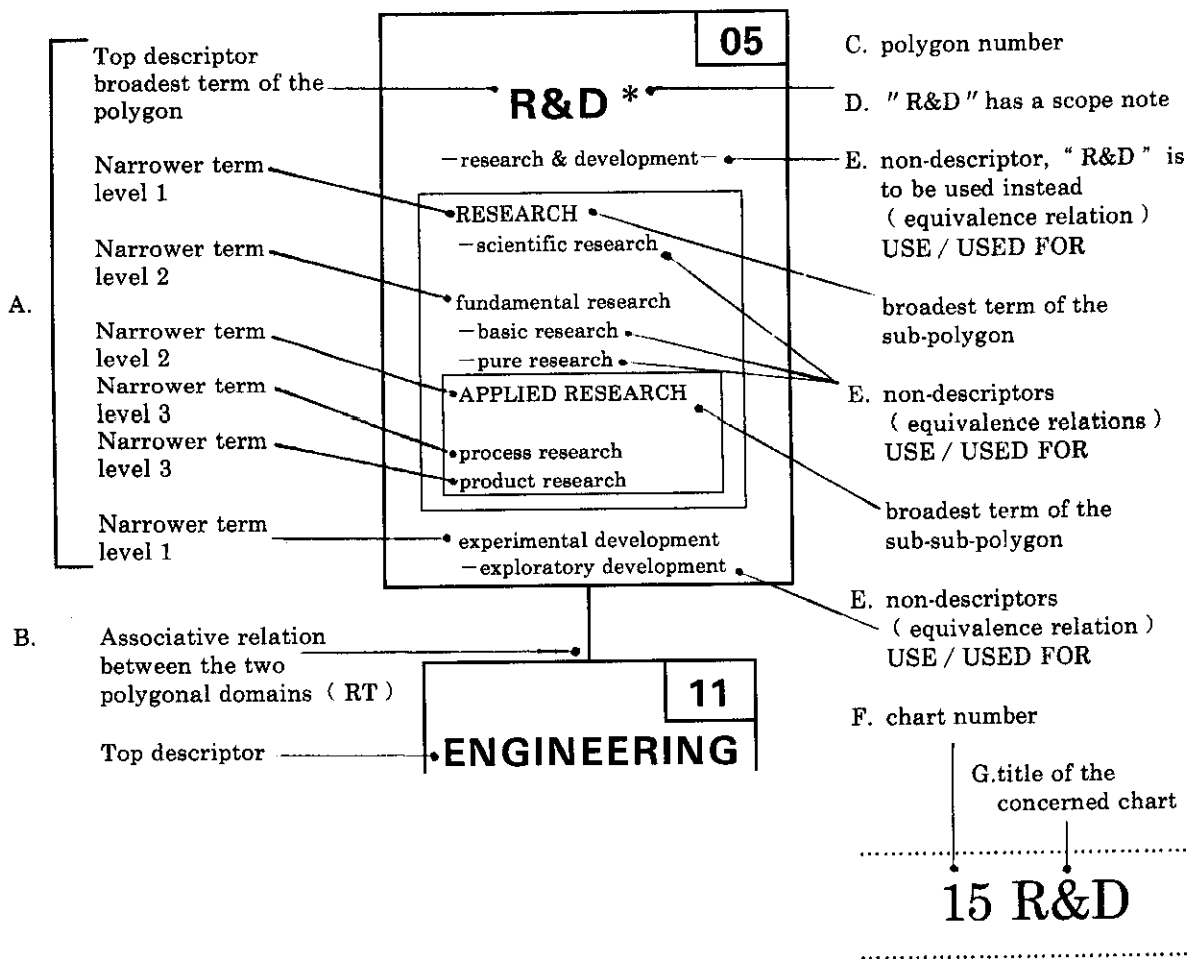 A.
Top descriptor
broadest term of the
polygon
Narrower term
level 1
Narrower term
level 2
Narrower term
level 2
Narrower term
level 3
Narrower term
level 3
Narrower term
level 1
B.
Associative relation
between the two
polygonal domains ( RT )
Top descriptor
05
R&D *
—research & development—
RESEARCH
—scientific research
fundamental research
—basic research
—pure research
APPLIED RESEARCH
process research
product research
experimental development
—exploratory development
11
ENGINEERING
C. polygon number
D. " R&D " has a scope note
E. non-descriptor, " R&D " is
to be used instead
( equivalence relation )
USE / USED FOR
broadest term of the
sub-polygon
E. non-descriptors
( equivalence relations )
USE / USED FOR
broadest term of the
sub-sub-polygon
E. non-descriptors
( equivalence relation )
USE / USED FOR
F. chart number
G.title of the
concerned chart
15 R&D